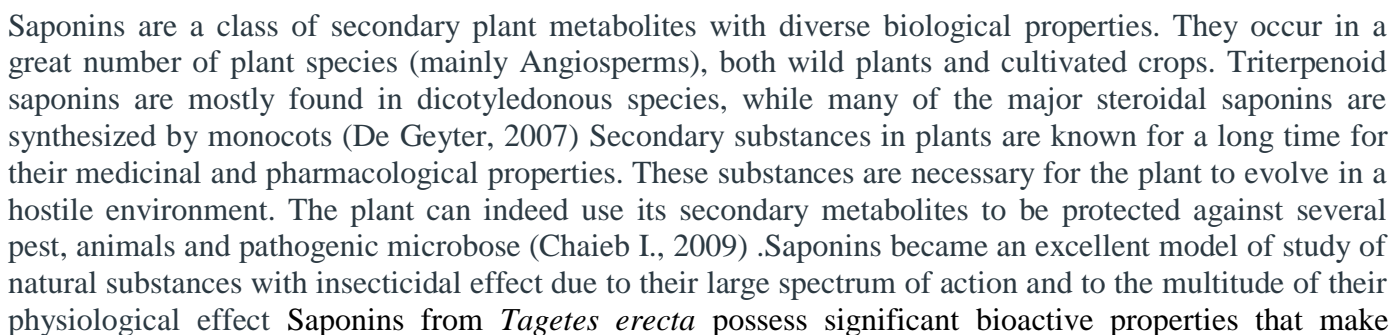 Saponins are a class of secondary plant metabolites with diverse biological properties. They occur in a
great number of plant species (mainly Angiosperms), both wild plants and cultivated crops. Triterpenoid
saponins are mostly found in dicotyledonous species, while many of the major steroidal saponins are
synthesized by monocots (De Geyter, 2007) Secondary substances in plants are known for a long time for
their medicinal and pharmacological properties. These substances are necessary for the plant to evolve in a
hostile environment. The plant can indeed use its secondary metabolites to be protected against several
pest, animals and pathogenic microbose (Chaieb I., 2009) .Saponins became an excellent model of study of
natural substances with insecticidal effect due to their large spectrum of action and to the multitude of their
physiological effect Saponins from Tagetes erecta possess significant bioactive properties that make